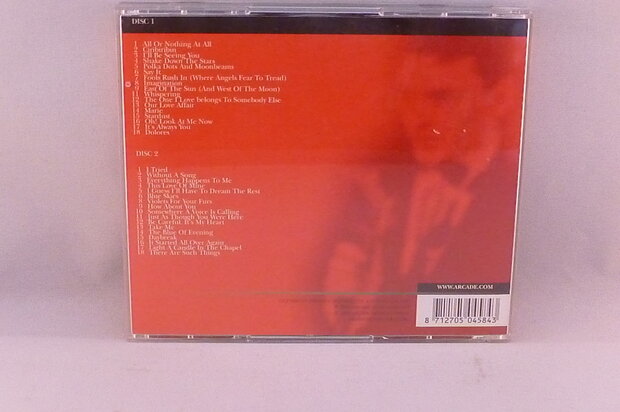 DISC 1
1 All Or Nothing At All
2 Ciribiribin
3 I'll Be Seeing You
4 Shake Down The Stars
5 Polka Dots And Moonbeams
6 Say It
7 Fools Rush In (Where Angels Fear To Tread)
8 Imagination
9 East Of The Sun (And West Of The Moon)
Whispering
The One I Love belongs To Somebody Else
Our Love Affair
Marie
15 Stardust
16 Oh! Look At Me Now
17 It's Always You
18 Dolores
DISC 2
1 I Tried
2 Without A Song
3 Everything Happens To Me
4 This Love Of Mine
5 I Guess I'll Have To Dream The Rest
6 Blue Skies
8 Violets For Your Furs
9 How About You
10 Somewhere A Voice Is Calling
11 Just As Though You Were Here
12 Be Careful, It's My Heart
13 Take Me
14 The Blue Of Evening
15 Daybreak
16 It Started All Over Again
17 Light A Candle In The Chapel
18 There Are Such Things
WWW.ARCADE.COM
8 712705 045843